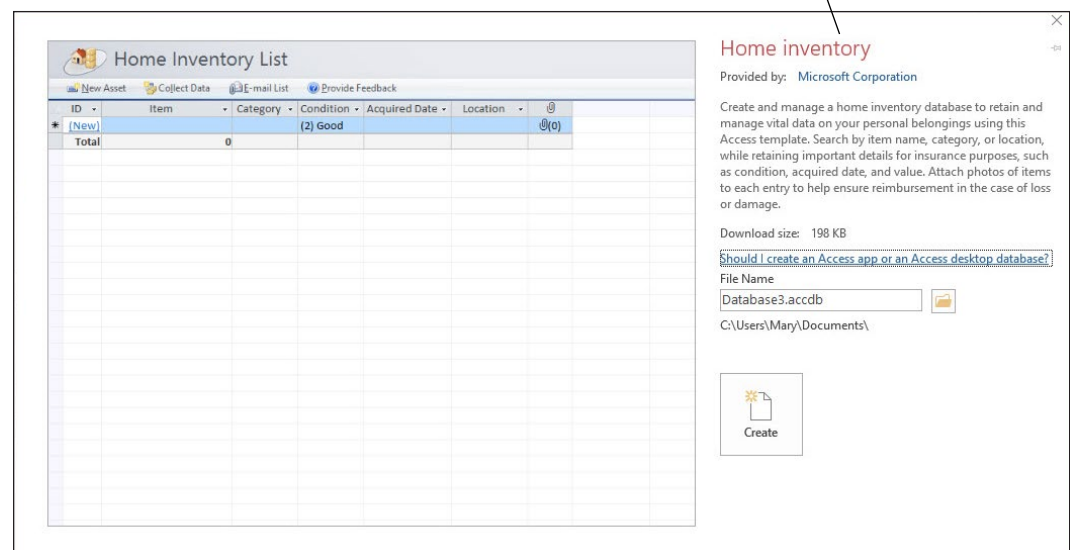 Home Inventory List
New Asset Collect Data E-mail List Provide Feedback
ID Item Category Condition Acquired Date Location
* (New) (2) Good (0)
Total 0
Home inventory
Provided by: Microsoft Corporation
Create and manage a home inventory database to retain and
manage vital data on your personal belongings using this
Access template. Search by item name, category, or location,
while retaining important details for insurance purposes, such
as condition, acquired date, and value. Attach photos of items
to each entry to help ensure reimbursement in the case of loss
or damage.
Download size: 198 KB
Should I create an Access app or an Access desktop database?
File Name
Database3.accdb
C:\Users\Mary\Documents\
Create